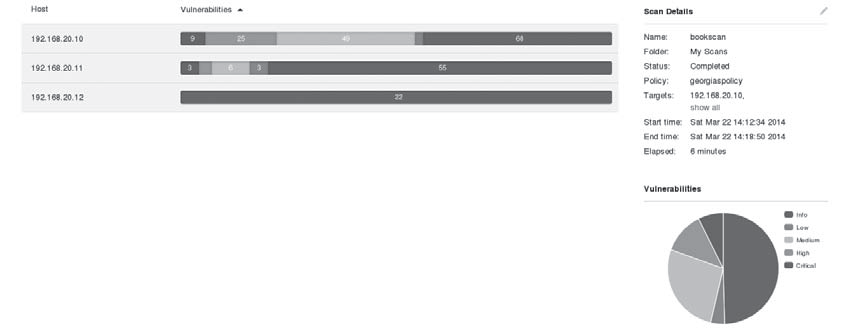 Host Vulnerabilities
192.168.20.10 9 25 49 68
192.168.20.11 3 6 3 55
192.168.20.12 22
Scan Details
Name: bookscan
Folder: My Scans
Status: Completed
Policy: georgiaspolicy
Targets: 192.168.20.10,
show all
Start time: Sat Mar 22 14:12:34 2014
End time: Sat Mar 22 14:18:50 2014
Elapsed: 6 minutes
Vulnerabilities
Info
Low
Medium
High
Critical